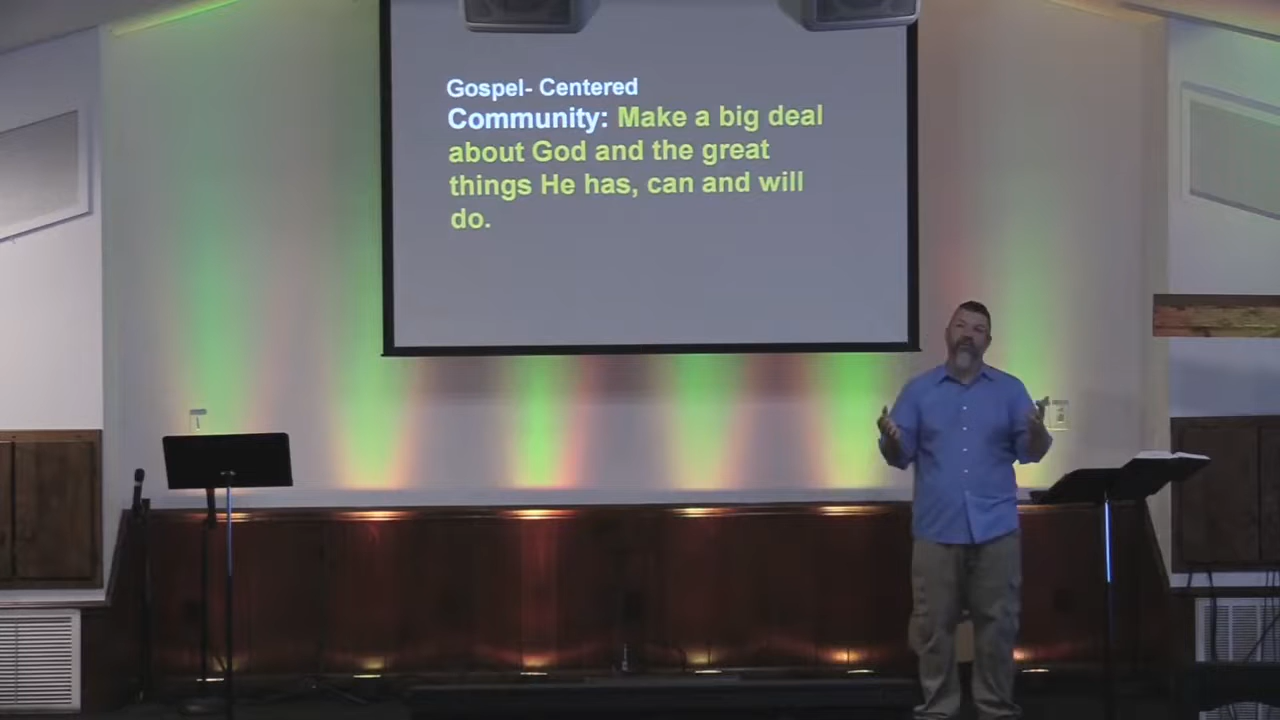 Gospel- Centered
Community: Make a big deal
about God and the great
things He has, can and will
do.